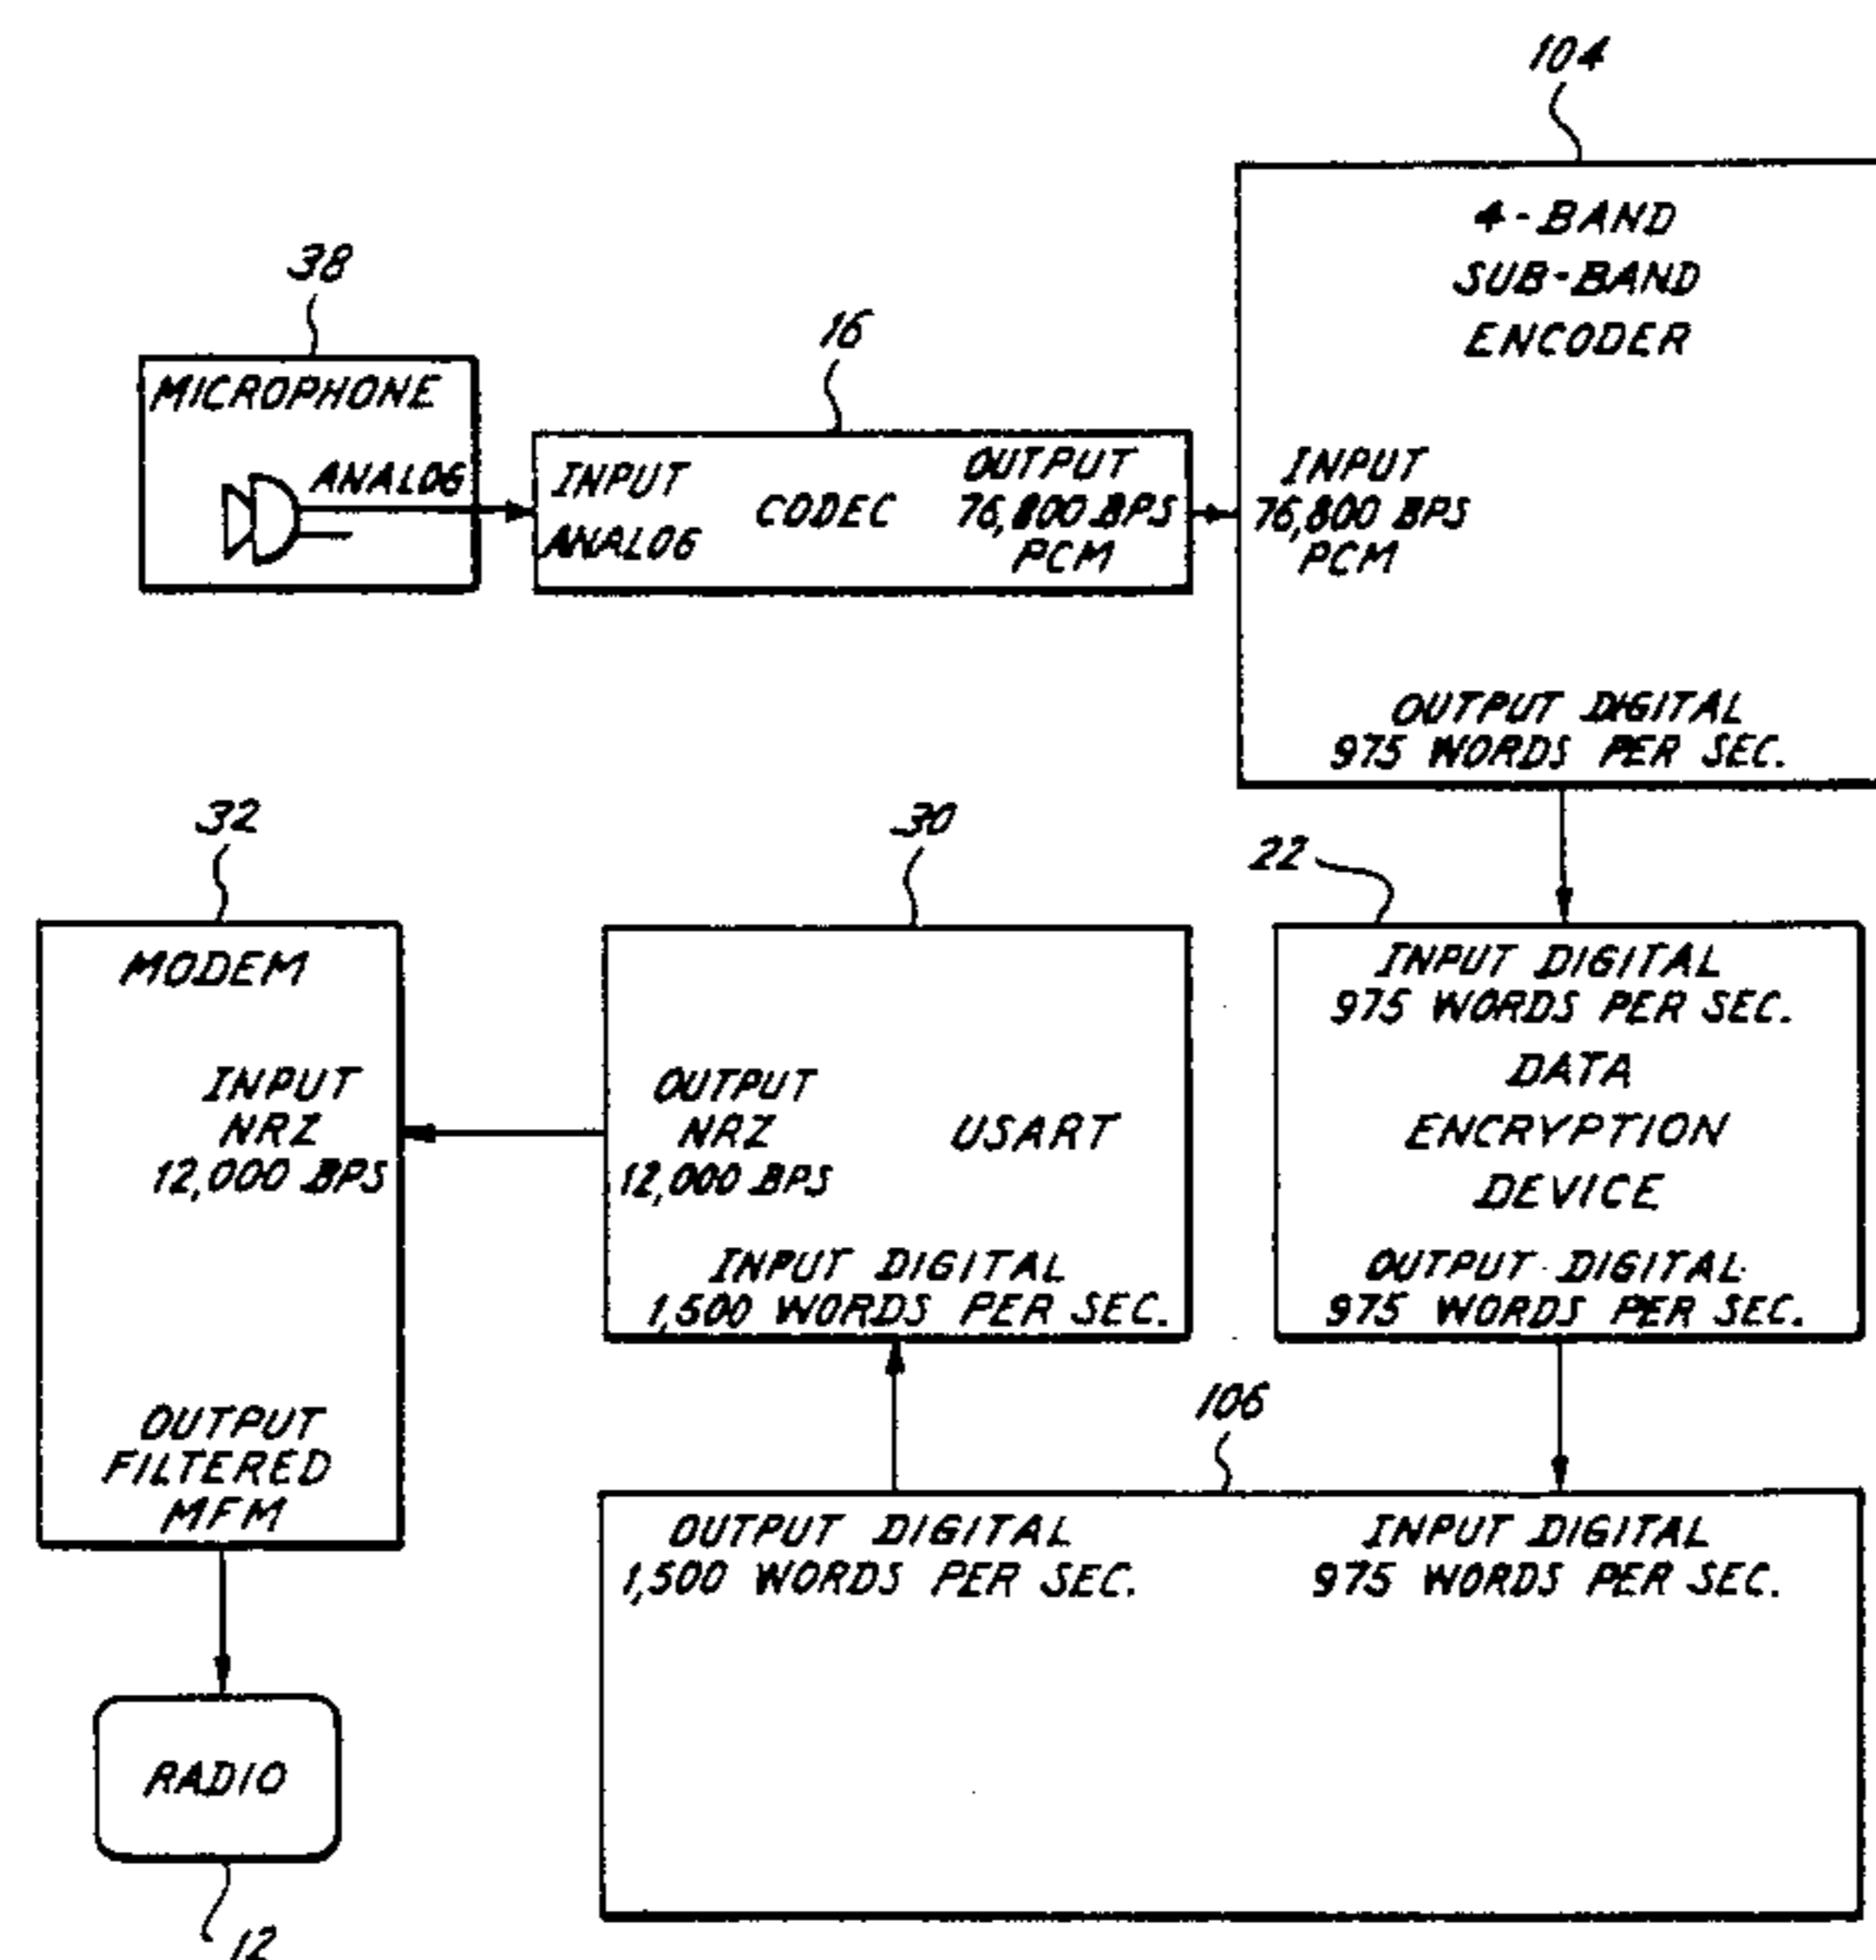 104
4-BAND
SUB-BAND
ENCODER
INPUT
76,800 BPS
PCM
OUTPUT DIGITAL
975 WORDS PER SEC.
38
MICROPHONE
ANALOG
16
INPUT
ANALOG
CODEC
OUTPUT
76,800 BPS
PCM
22
INPUT DIGITAL
975 WORDS PER SEC.
DATA
ENCRYPTION
DEVICE
OUTPUT DIGITAL
975 WORDS PER SEC.
30
OUTPUT
NRZ
12,000 BPS
USART
INPUT DIGITAL
1,500 WORDS PER SEC.
32
MODEM
INPUT
NRZ
12,000 BPS
OUTPUT
FILTERED
MFM
106
OUTPUT DIGITAL
1,500 WORDS PER SEC.
INPUT DIGITAL
975 WORDS PER SEC.
RADIO
12